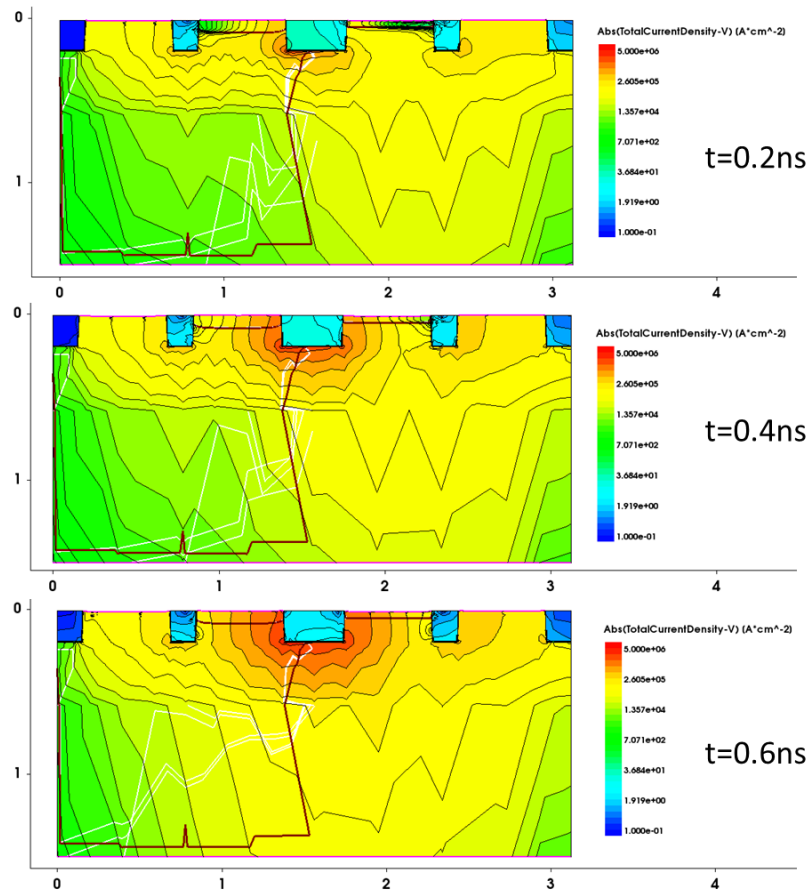 Abs(TotalCurrentDensity-V) (A*cm^-2)
0
5.000e+06
2.605e+05
1.357e+04
7.071e+02
3.684e+01
1.919e+00
1.000e-01
t=0.2ns
1
0 1 2 3 4
Abs(TotalCurrentDensity-V) (A*cm^-2)
0
5.000e+06
2.605e+05
1.357e+04
7.071e+02
3.684e+01
1.919e+00
1.000e-01
t=0.4ns
1
0 1 2 3 4
0
Abs(TotalCurrentDensity-V) (A*cm^-2)
5.000e+06
2.605e+05
1.357e+04
7.071e+02
3.684e+01
1.919e+00
1.000e-01
t=0.6ns
1
0 1 2 3 4